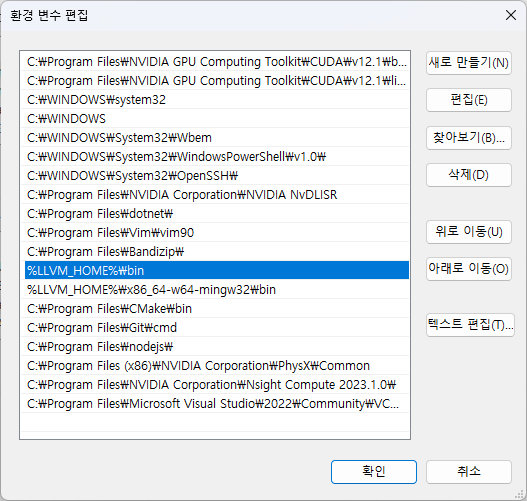 환경 변수 편집
C:₩Program Files₩NVIDIA GPU Computing Toolkit₩CUDA₩v12.1₩b...
C:₩Program Files₩NVIDIA GPU Computing Toolkit₩CUDA₩v12.1₩li...
C:₩WINDOWS₩system32
C:₩WINDOWS
C:₩WINDOWS₩System32₩Wbem
C:₩WINDOWS₩System32₩WindowsPowerShell₩v1.0₩
C:₩WINDOWS₩System32₩OpenSSH₩
C:₩Program Files₩NVIDIA Corporation₩NVIDIA NvDLISR
C:₩Program Files₩dotnet₩
C:₩Program Files₩Vim₩vim90
C:₩Program Files₩Bandizip₩
%LLVM_HOME%₩bin
%LLVM_HOME%₩x86_64-w64-mingw32₩bin
C:₩Program Files₩CMake₩bin
C:₩Program Files₩Git₩cmd
C:₩Program Files₩nodejs₩
C:₩Program Files (x86)₩NVIDIA Corporation₩PhysX₩Common
C:₩Program Files₩NVIDIA Corporation₩Nsight Compute 2023.1.0₩
C:₩Program Files₩Microsoft Visual Studio₩2022₩Community₩VC...
새로 만들기(N)
편집(E)
찾아보기(B)...
삭제(D)
위로 이동(U)
아래로 이동(O)
텍스트 편집(T)...
확인
취소